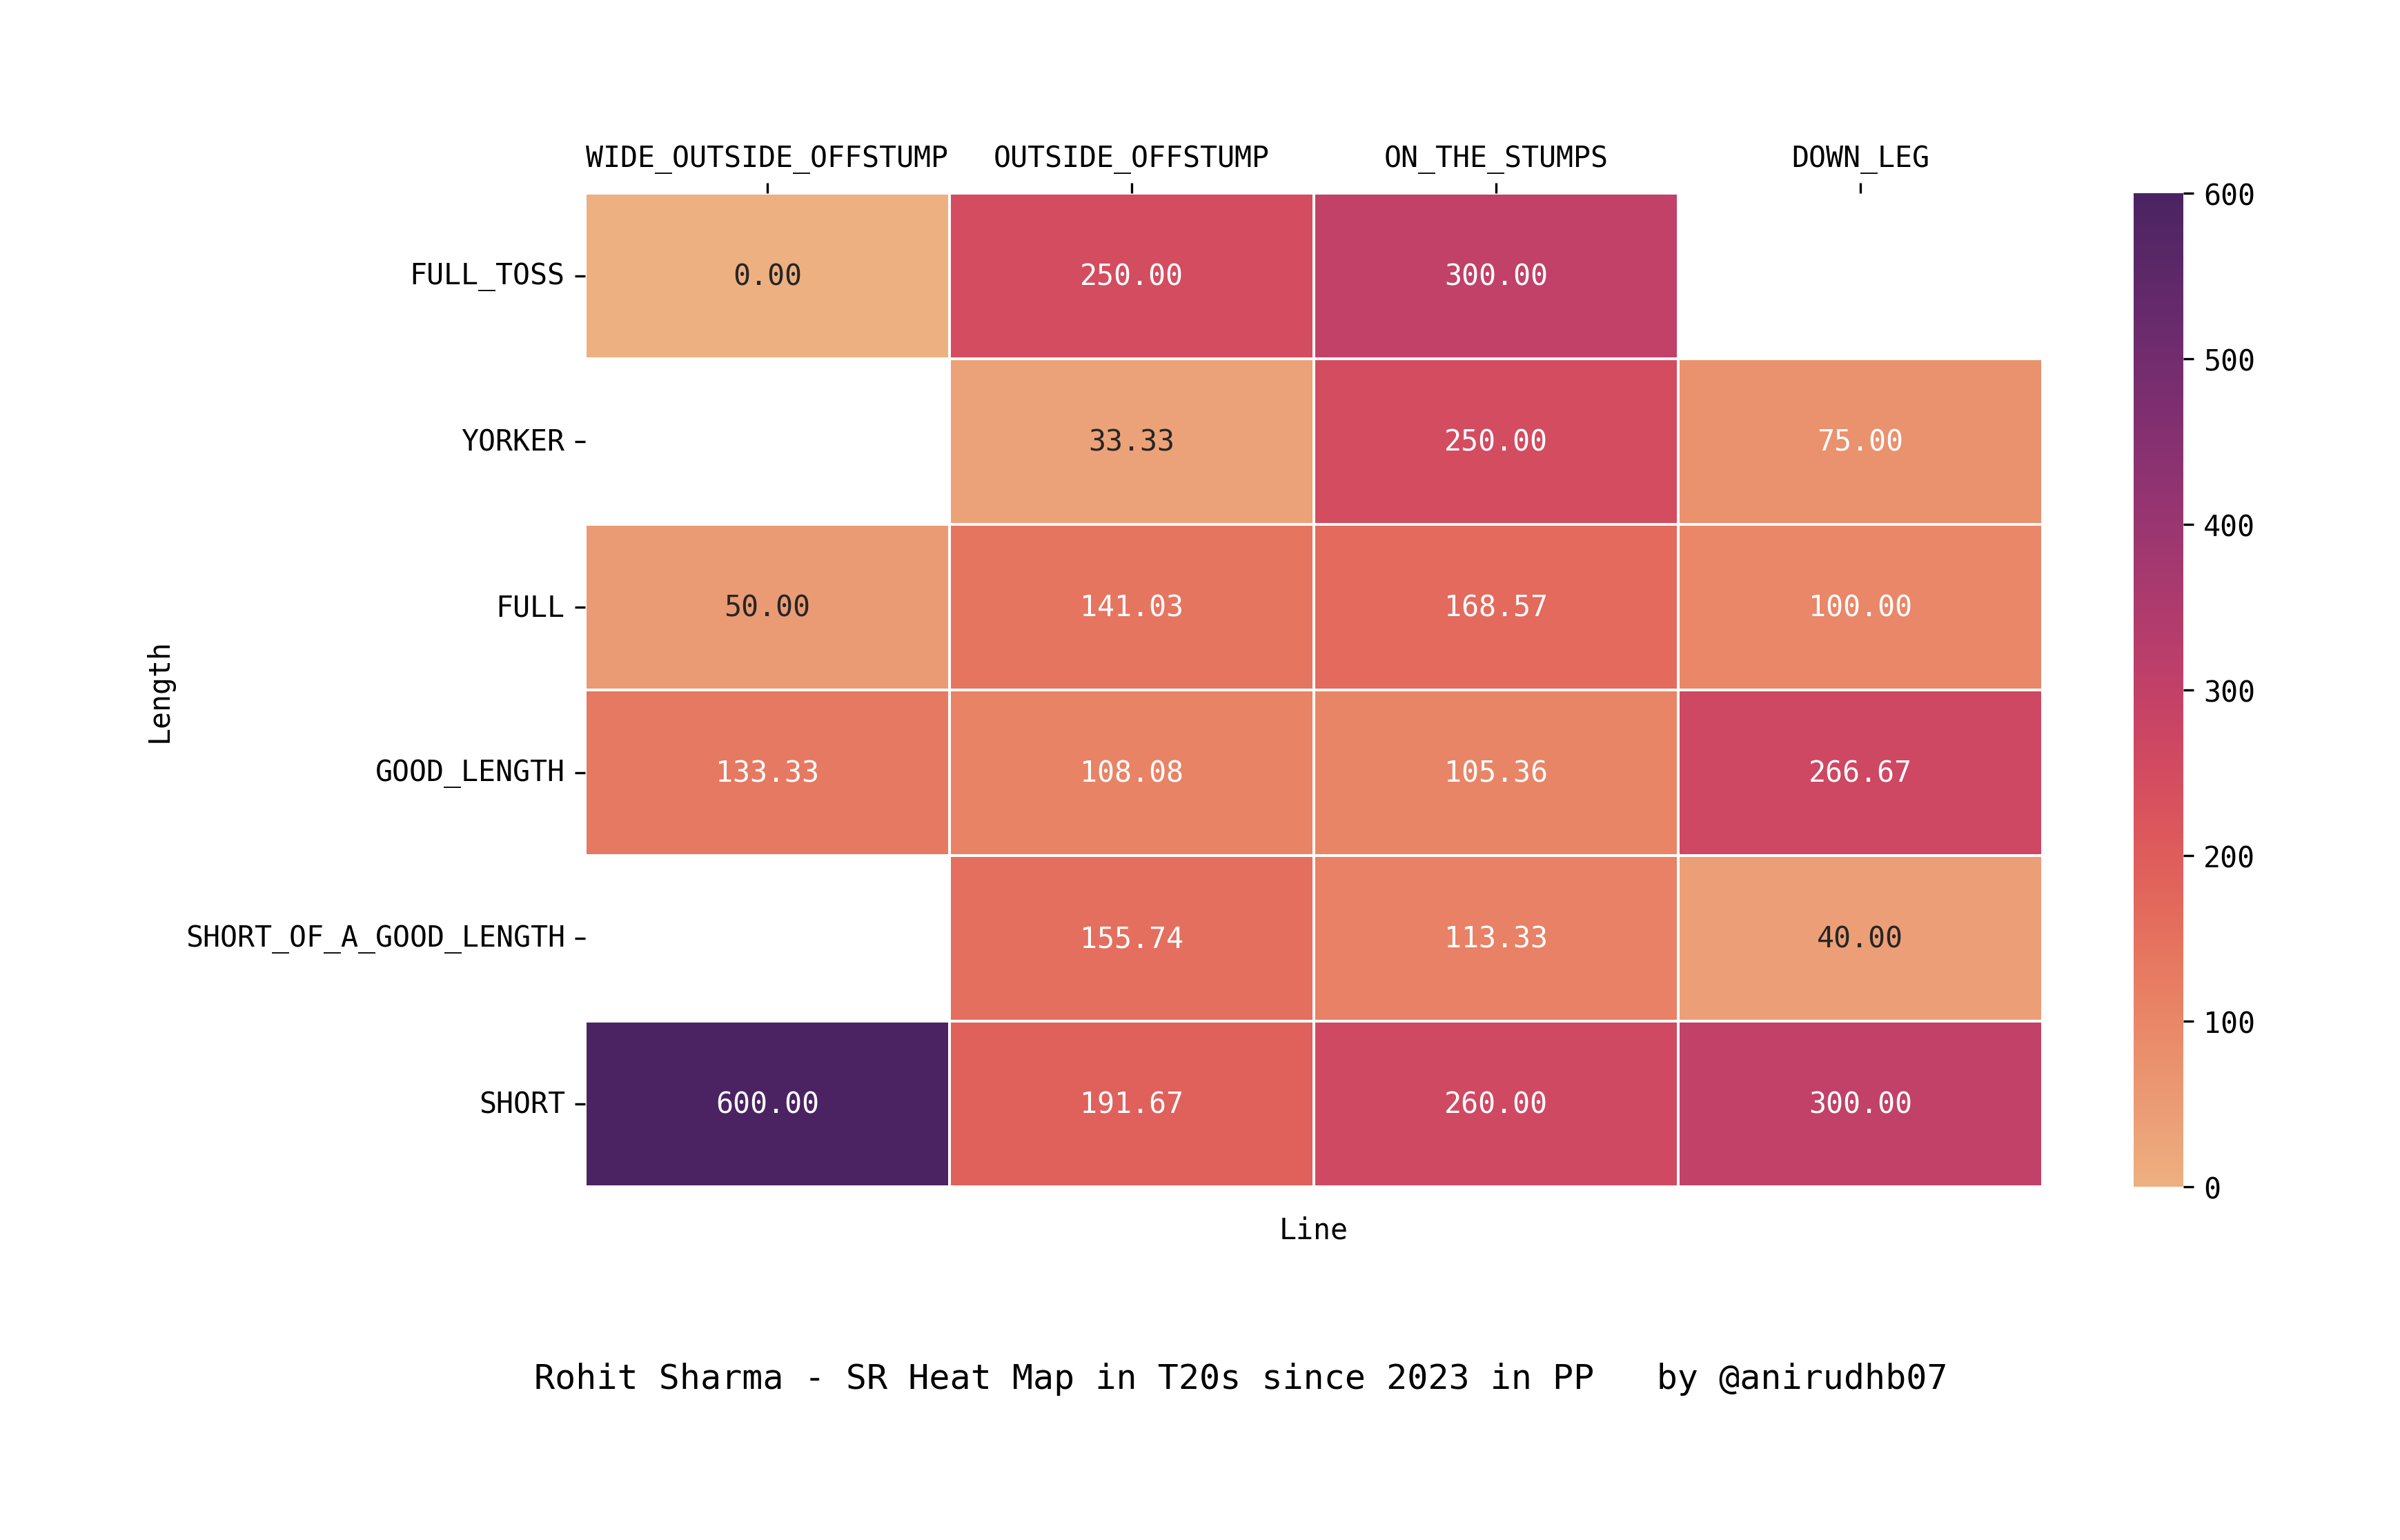 WIDE_OUTSIDE_OFFSTUMP OUTSIDE_OFFSTUMP ON_THE_STUMPS DOWN_LEG
600
FULL_TOSS 0.00 250.00 300.00
500
YORKER 33.33 250.00 75.00
400
FULL 50.00 141.03 168.57 100.00
Length
300
GOOD_LENGTH 133.33 108.08 105.36 266.67
200
SHORT_OF_A_GOOD_LENGTH 155.74 113.33 40.00
100
SHORT 600.00 191.67 260.00 300.00
0
Line
Rohit Sharma - SR Heat Map in T20s since 2023 in PP by @anirudhb07